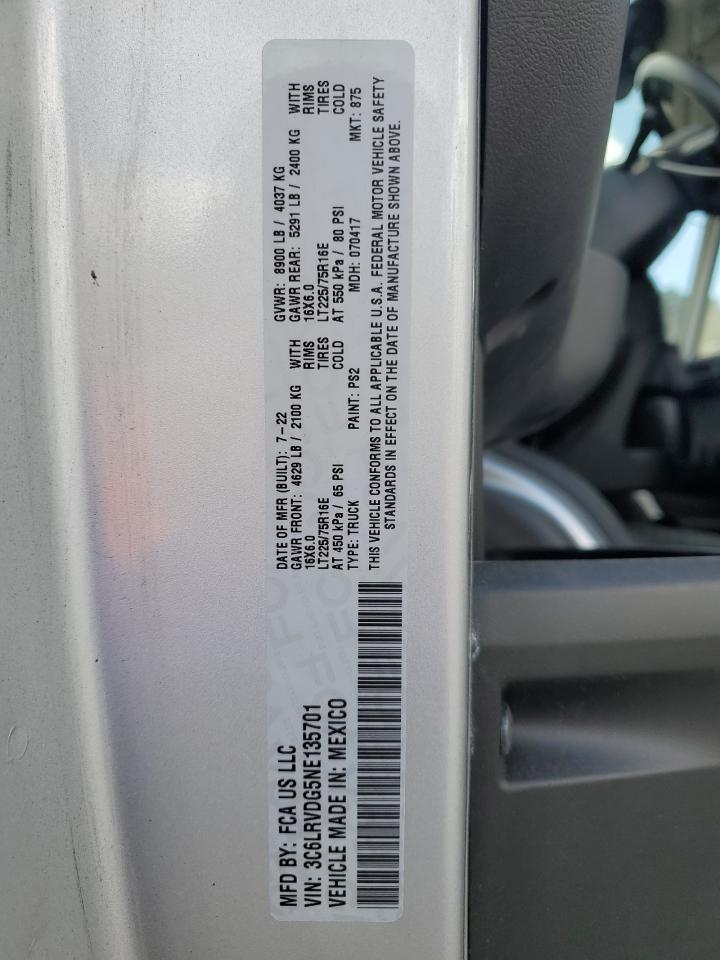 MFD BY: FCA US LLC
VIN: 3C6LRVDG5NE135701
VEHICLE MADE IN: MEXICO
DATE OF MFR (BUILT): 7-22 GVWR: 8900 LB / 4037 KG
GAWR FRONT: 4629 LB / 2100 KG WITH GAWR REAR: 5291 LB / 2400 KG WITH
16X6.0 RIMS 16X6.0 RIMS
LT225/75R16E TIRES LT225/75R16E TIRES
AT 450 kPa / 65 PSI COLD AT 550 kPa / 80 PSI COLD
TYPE: TRUCK PAINT: PS2 MDH: 070417 MKT: 875
THIS VEHICLE CONFORMS TO ALL APPLICABLE U.S.A. FEDERAL MOTOR VEHICLE SAFETY
STANDARDS IN EFFECT ON THE DATE OF MANUFACTURE SHOWN ABOVE.